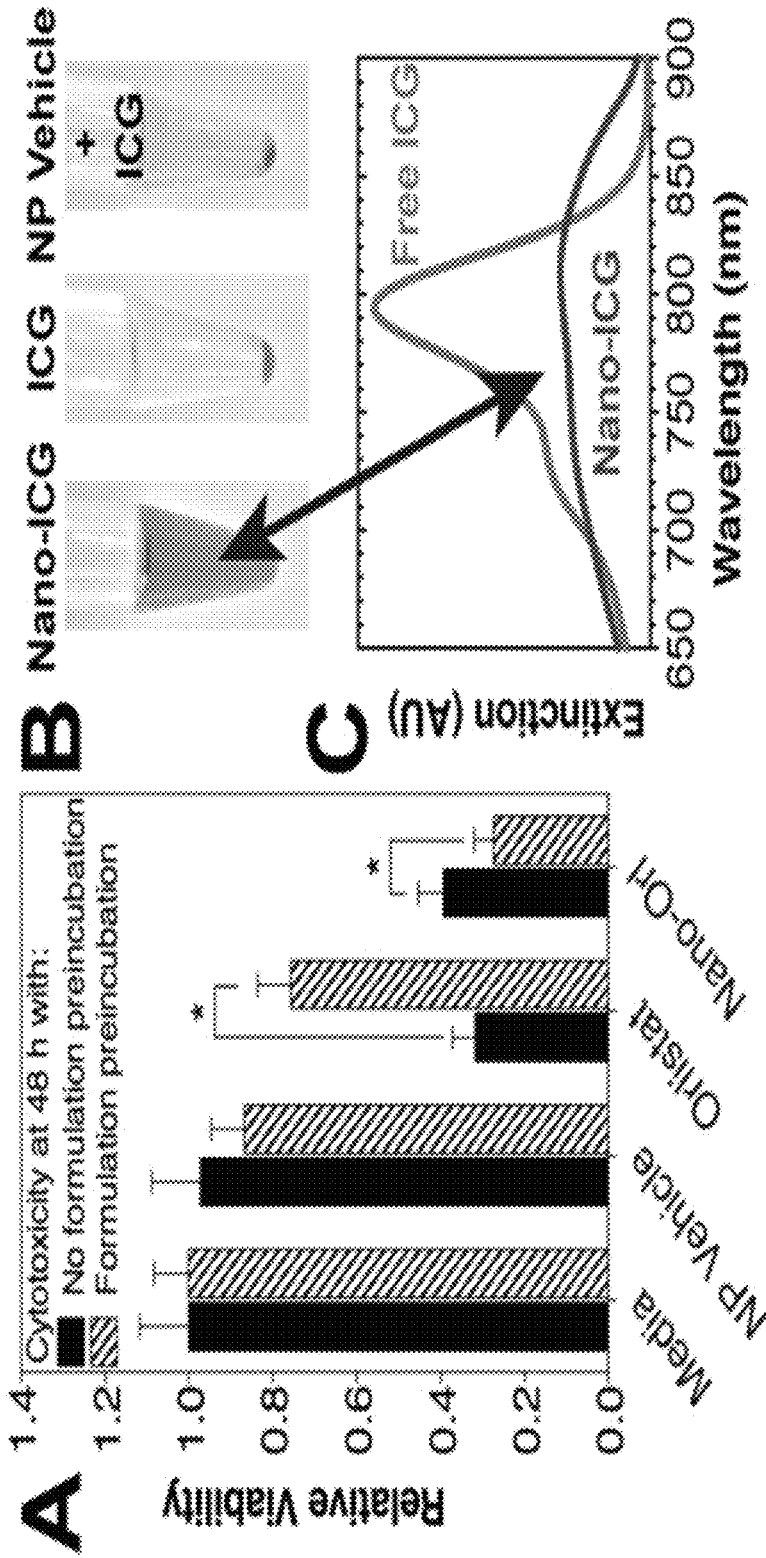 A
Relative Viability
1.4
1.2
1.0
0.8
0.6
0.4
0.2
0.0
Cytotoxicity at 48 h with:
No formulation preincubation
Formulation preincubation
*
*
Media
NP Vehicle
Orlistat
Nano-Orl
B
Nano-ICG
ICG
NP Vehicle
+
ICG
C
Extinction (AU)
Free ICG
Nano-ICG
650 700 750 800 850 900
Wavelength (nm)